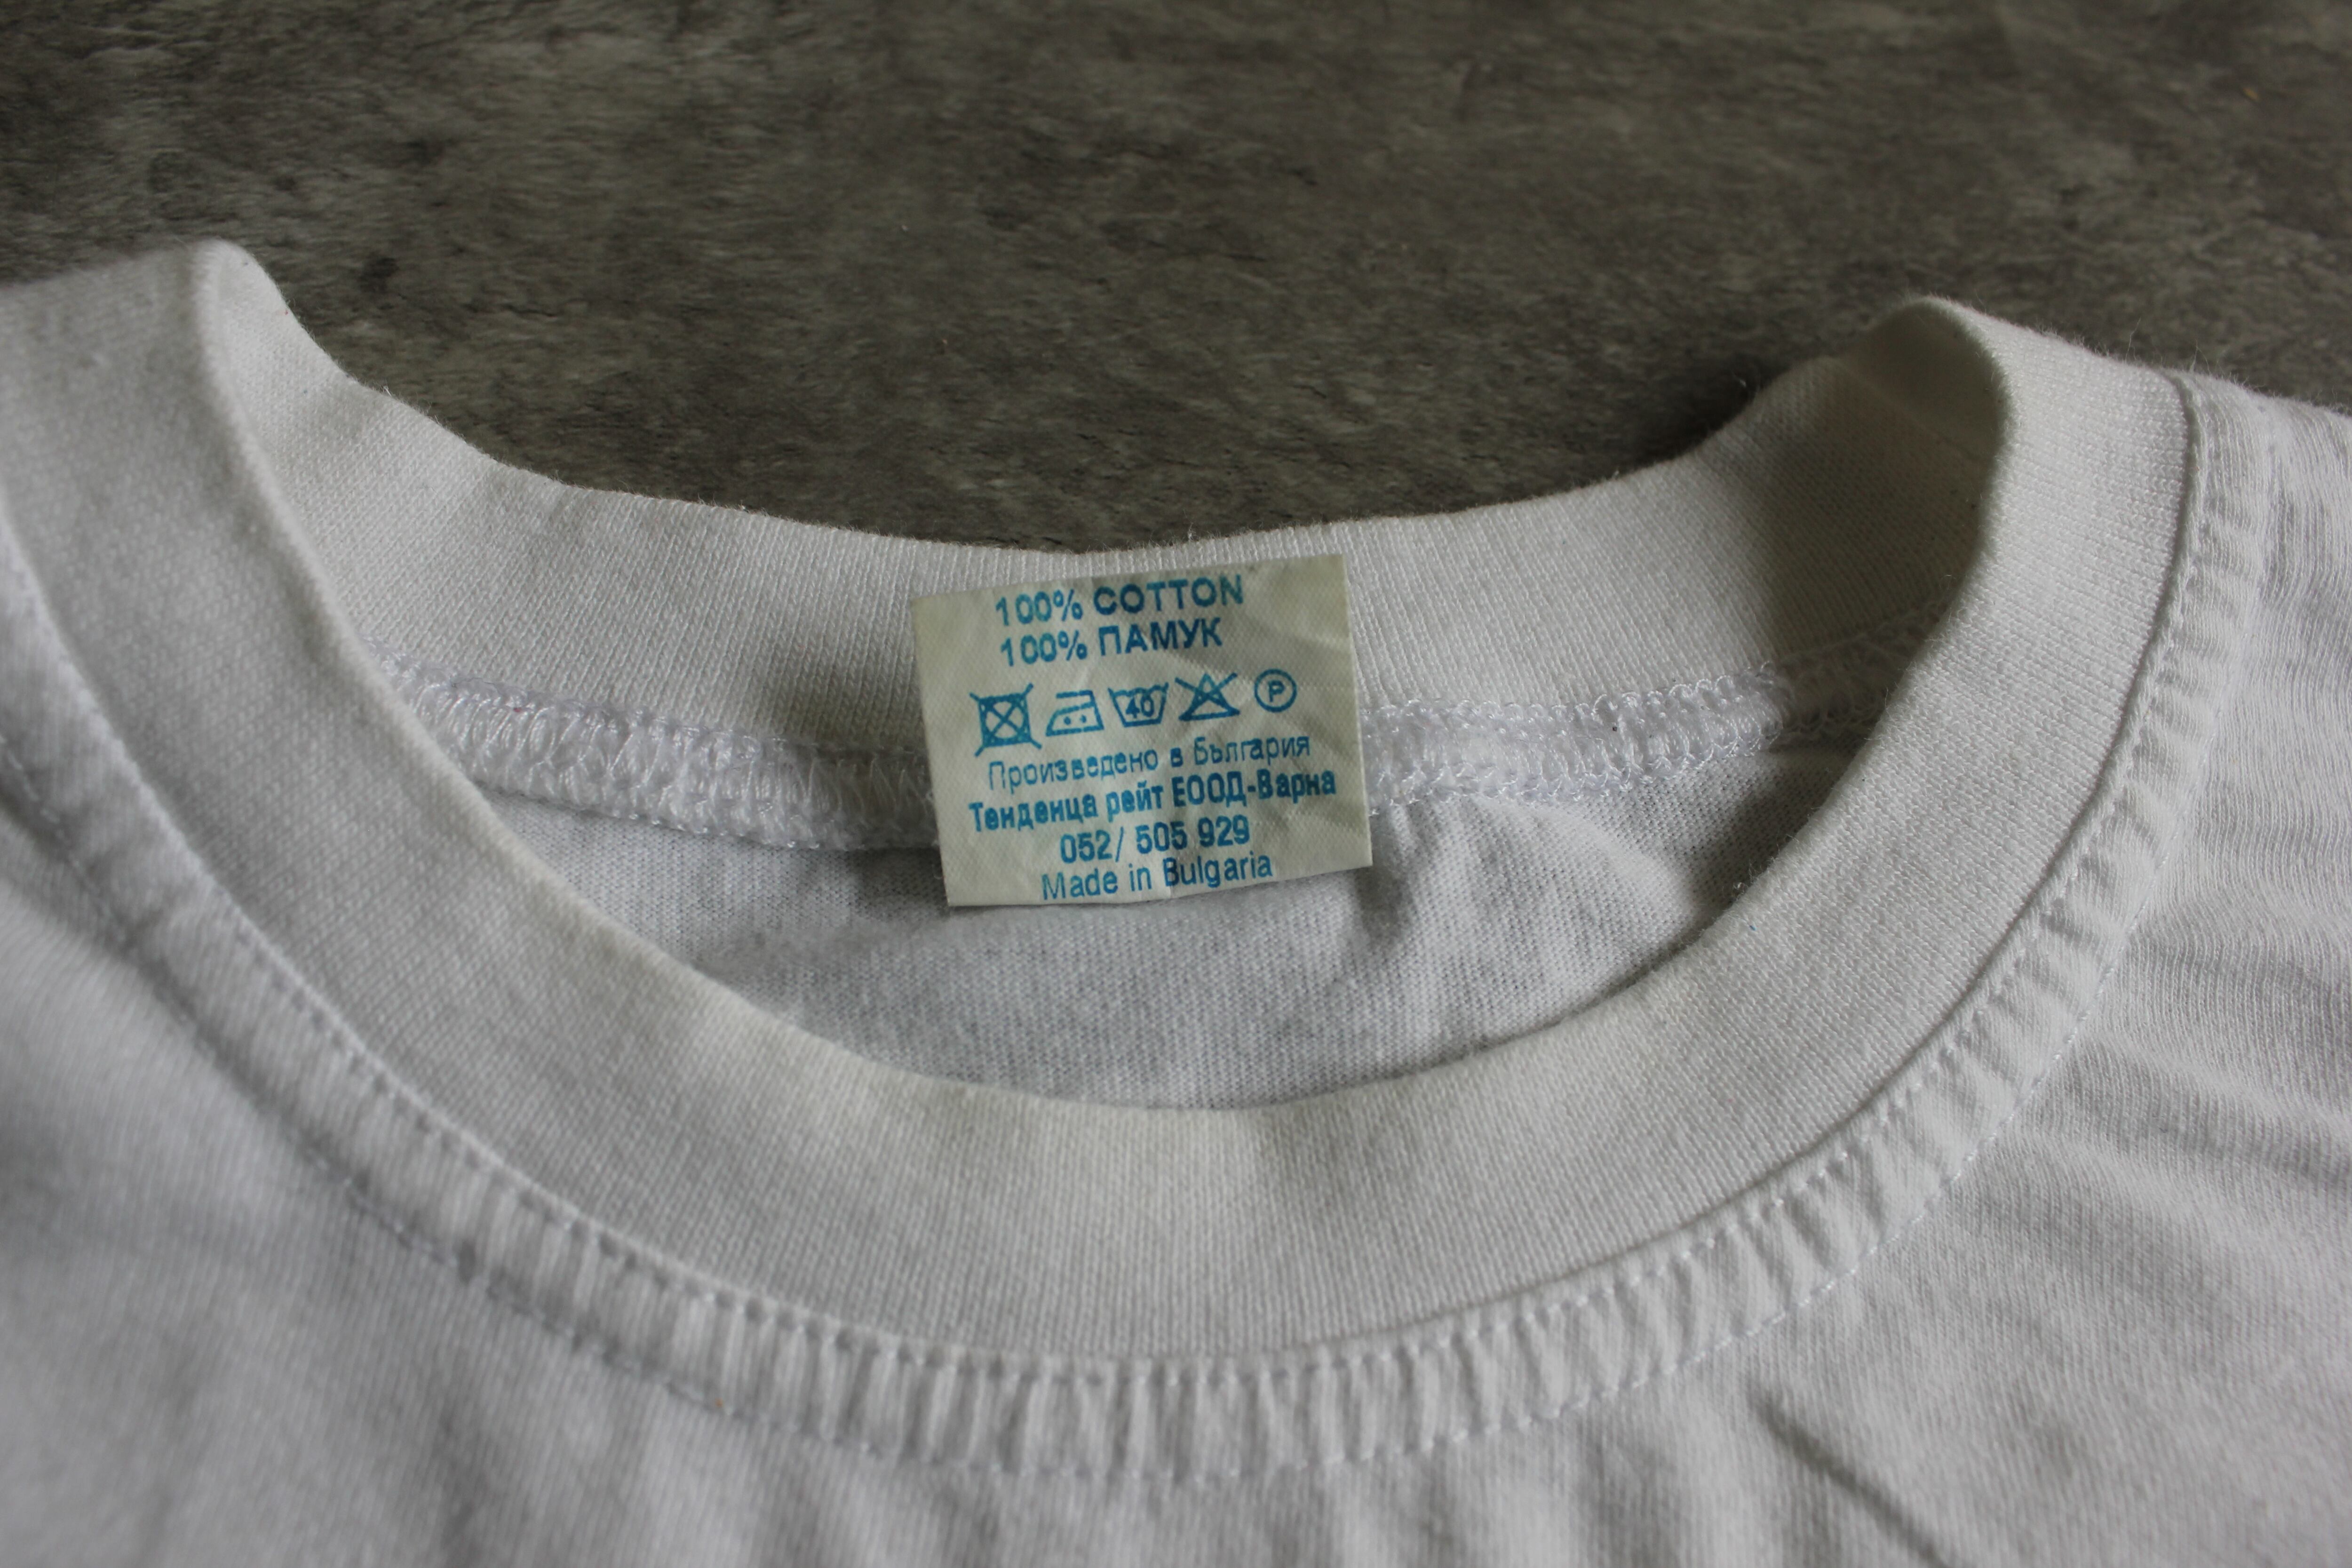 100% COTTON
100% ПАМУК
40 P
Произведено в България
Тенденца рейт ЕООД-Варна
052/ 505 929
Made in Bulgaria